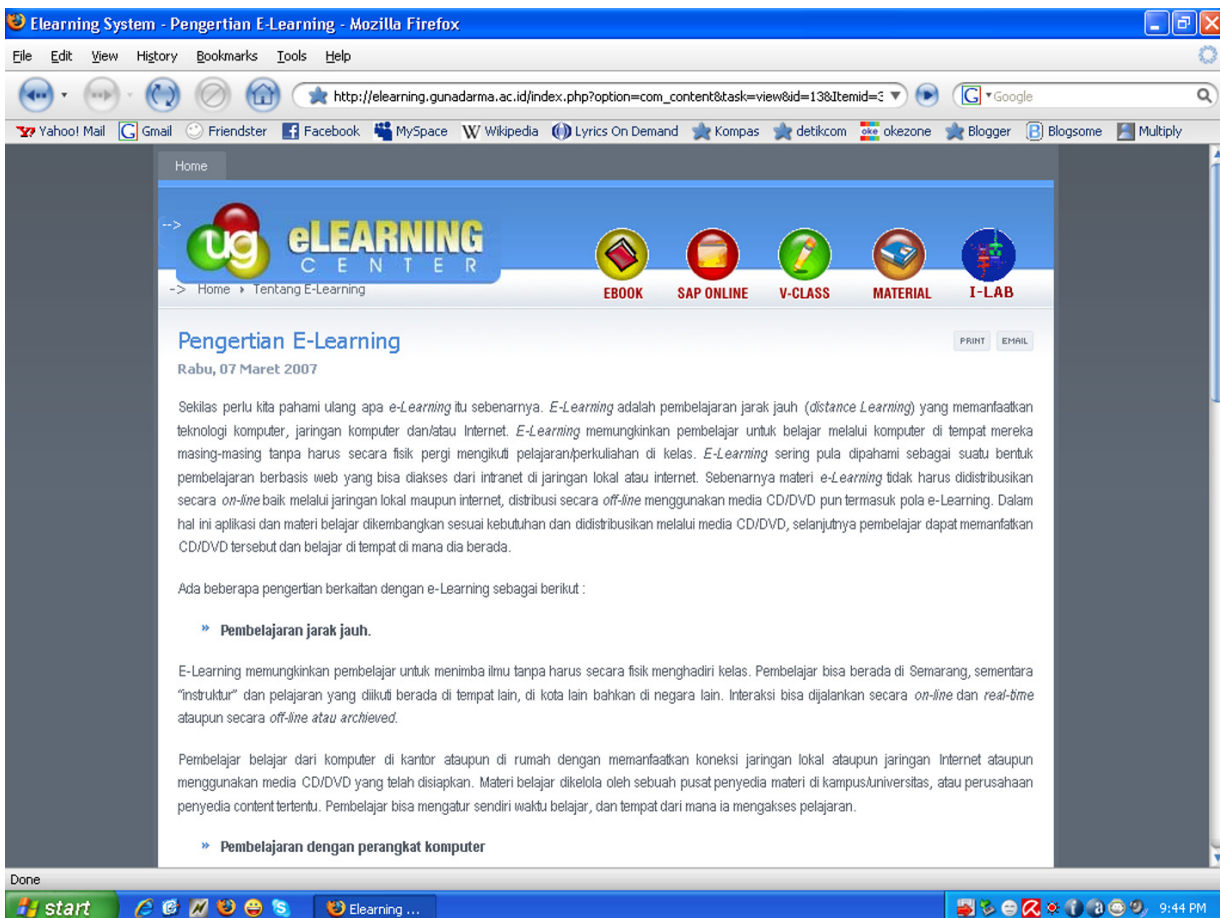 Elearning System - Pengertian E-Learning - Mozilla Firefox
File Edit View History Bookmarks Tools Help
http://elearning.gunadarma.ac.id/index.php?option=com_content&task=view&id=13&Itemid=3
Google
Yahoo! Mail Gmail Friendster Facebook MySpace Wikipedia Lyrics On Demand Kompas detikcom okezone Blogger Blogsome Multiply
Home
-->
ug eLEARNING
CENTER
-> Home Tentang E-Learning
EBOOK SAP ONLINE V-CLASS MATERIAL I-LAB
Pengertian E-Learning
PRINT EMAIL
Rabu, 07 Maret 2007
Sekilas perlu kita pahami ulang apa e-Learning itu sebenarnya. E-Learning adalah pembelajaran jarak jauh (distance Learning) yang memanfaatkan
teknologi komputer, jaringan komputer dan/atau Internet. E-Learning memungkinkan pembelajar untuk belajar melalui komputer di tempat mereka
masing-masing tanpa harus secara fisik pergi mengikuti pelajaran/perkuliahan di kelas. E-Learning sering pula dipahami sebagai suatu bentuk
pembelajaran berbasis web yang bisa diakses dari intranet di jaringan lokal atau internet. Sebenarnya materi e-Learning tidak harus didistribusikan
secara on-line baik melalui jaringan lokal maupun internet, distribusi secara off-line menggunakan media CD/DVD pun termasuk pola e-Learning. Dalam
hal ini aplikasi dan materi belajar dikembangkan sesuai kebutuhan dan didistribusikan melalui media CD/DVD, selanjutnya pembelajar dapat memanfatkan
CD/DVD tersebut dan belajar di tempat di mana dia berada.
Ada beberapa pengertian berkaitan dengan e-Learning sebagai berikut :
» Pembelajaran jarak jauh.
E-Learning memungkinkan pembelajar untuk menimba ilmu tanpa harus secara fisik menghadiri kelas. Pembelajar bisa berada di Semarang, sementara
"instruktur" dan pelajaran yang diikuti berada di tempat lain, di kota lain bahkan di negara lain. Interaksi bisa dijalankan secara on-line dan real-time
ataupun secara off-line atau archieved.
Pembelajar belajar dari komputer di kantor ataupun di rumah dengan memanfaatkan koneksi jaringan lokal ataupun jaringan Internet ataupun
menggunakan media CD/DVD yang telah disiapkan. Materi belajar dikelola oleh sebuah pusat penyedia materi di kampus/universitas, atau perusahaan
penyedia content tertentu. Pembelajar bisa mengatur sendiri waktu belajar, dan tempat dari mana ia mengakses pelajaran.
» Pembelajaran dengan perangkat komputer
Done
start Elearning ... 9:44 PM